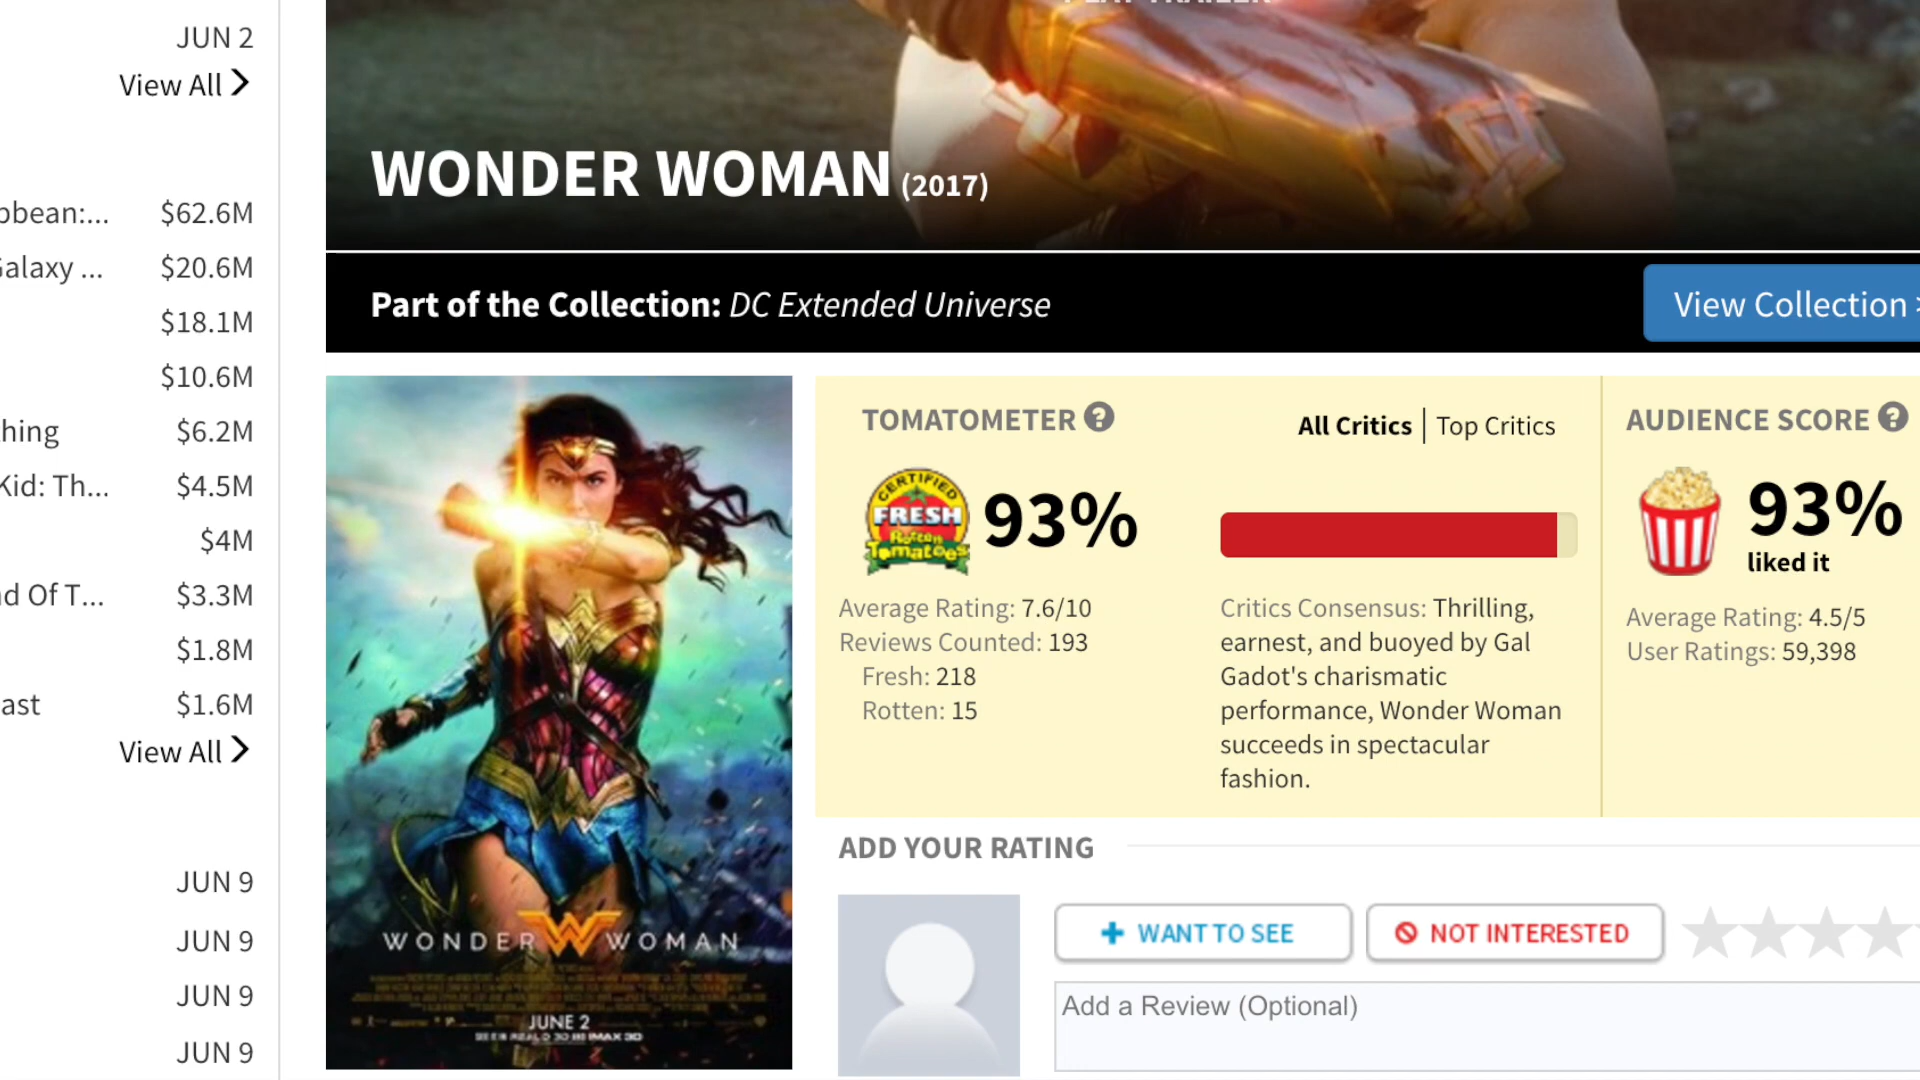 JUN 2
View All
bbean:... $62.6M
Galaxy ... $20.6M
$18.1M
$10.6M
hing $6.2M
Kid: Th... $4.5M
$4M
d Of T... $3.3M
$1.8M
ast $1.6M
View All
JUN 9
JUN 9
JUN 9
JUN 9
WONDER WOMAN (2017)
Part of the Collection: DC Extended Universe
View Collection >
WONDER WOMAN
JUNE 2
TOMATOMETER ?
All Critics | Top Critics
CERTIFIED
FRESH
Rotten
Tomatoes
93%
Average Rating: 7.6/10
Reviews Counted: 193
Fresh: 218
Rotten: 15
Critics Consensus: Thrilling,
earnest, and buoyed by Gal
Gadot's charismatic
performance, Wonder Woman
succeeds in spectacular
fashion.
AUDIENCE SCORE ?
93%
liked it
Average Rating: 4.5/5
User Ratings: 59,398
ADD YOUR RATING
+ WANT TO SEE
NOT INTERESTED
Add a Review (Optional)